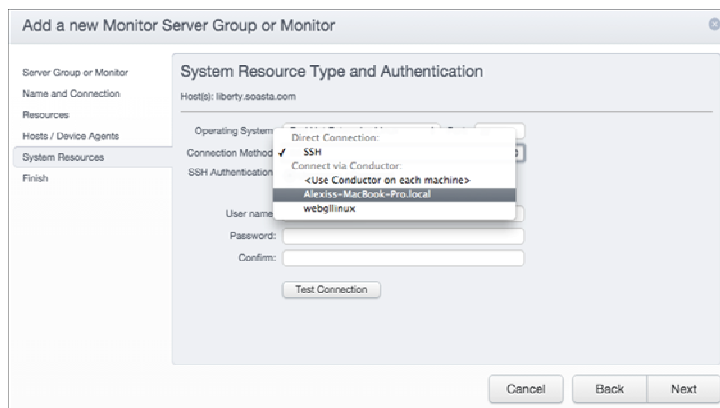 Add a new Monitor Server Group or Monitor
Server Group or Monitor
Name and Connection
Resources
Hosts / Device Agents
System Resources
Finish
System Resource Type and Authentication
Host(s): liberty.soasta.com
Operating System
Direct Connection:
Connection Method ✓ SSH
Connect via Conductor:
SSH Authentication
<Use Conductor on each machine>
Alexiss-MacBook-Pro.local
webgllinux
User name
Password:
Confirm:
Test Connection
Cancel Back Next